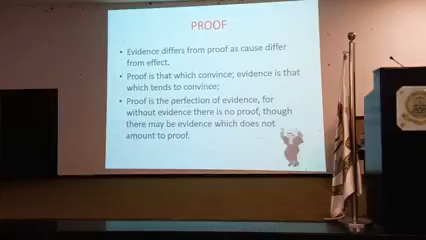 PROOF
• Evidence differs from proof as cause differ
from effect.
• Proof is that which convince; evidence is that
which tends to convince;
• Proof is the perfection of evidence, for
without evidence there is no proof, though
there may be evidence which does not
amount to proof.